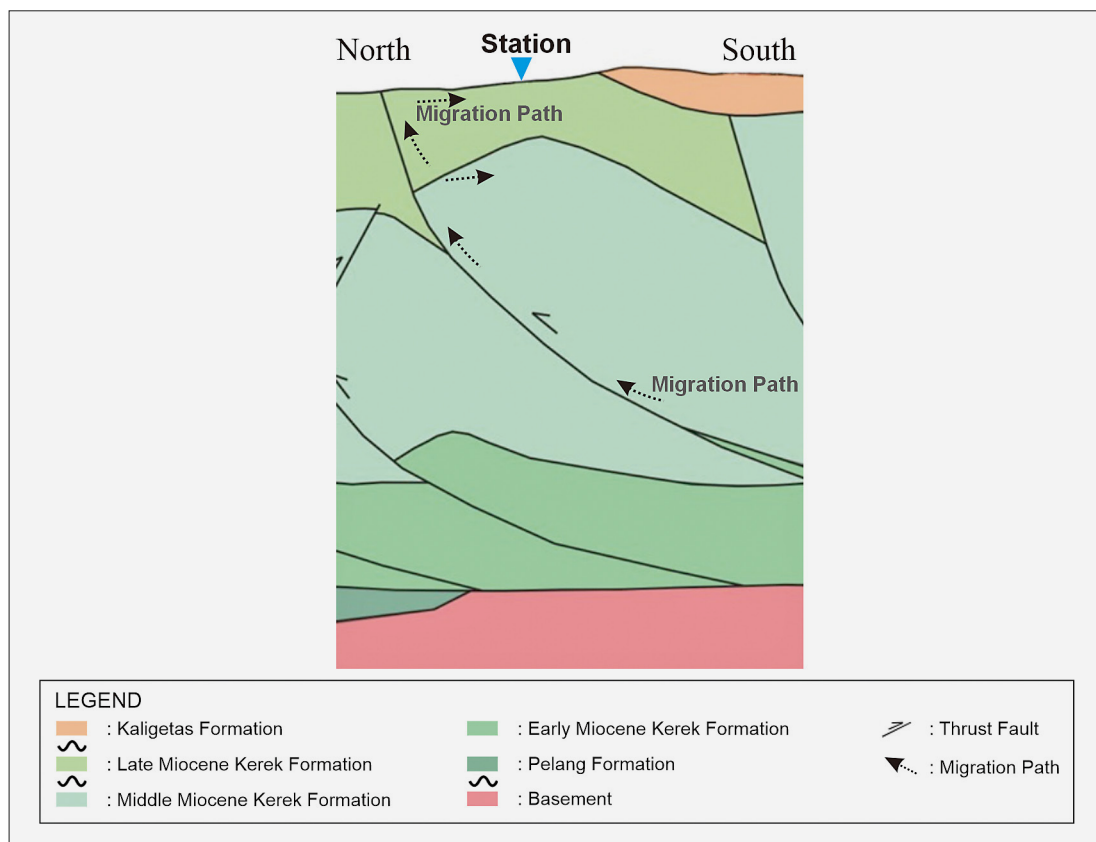 North
Station
South
Migration Path
Migration Path
LEGEND
: Kaligetas Formation
: Late Miocene Kerek Formation
: Middle Miocene Kerek Formation
: Early Miocene Kerek Formation
: Pelang Formation
: Basement
: Thrust Fault
: Migration Path